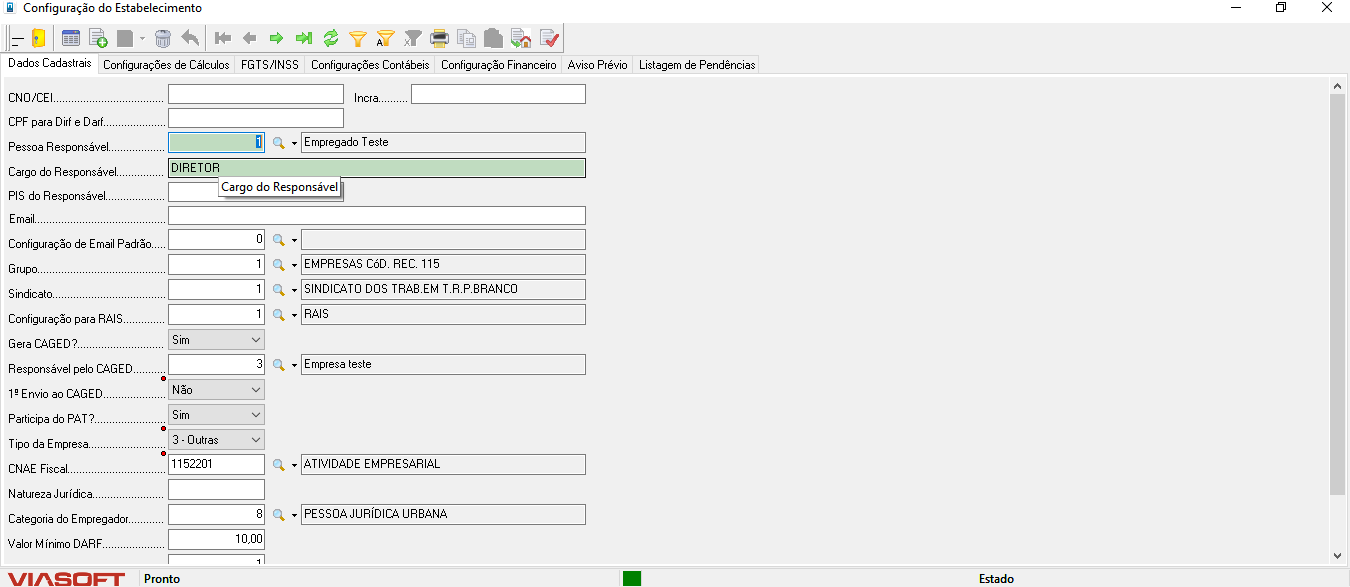 Configuração do Estabelecimento
Dados Cadastrais Configurações de Cálculos FGTS/INSS Configurações Contábeis Configuração Financeiro Aviso Prévio Listagem de Pendências
CNO/CEI.................................... Incra..........
CPF para Dirf e Darf....................
Pessoa Responsável.................. 1 Empregado Teste
Cargo do Responsável............... DIRETOR
Cargo do Responsável
PIS do Responsável...................
Email...........................................
Configuração de Email Padrão..... 0
Grupo.......................................... 1 EMPRESAS CóD. REC. 115
Sindicato..................................... 1 SINDICATO DOS TRAB.EM T.R.P.BRANCO
Configuração para RAIS............. 1 RAIS
Gera CAGED?............................ Sim
Responsável pelo CAGED.......... 3 Empresa teste
1º Envio ao CAGED.................... Não
Participa do PAT?....................... Sim
Tipo da Empresa......................... 3 - Outras
CNAE Fiscal................................ 1152201 ATIVIDADE EMPRESARIAL
Natureza Jurídica.......................
Categoria do Empregador............ 8 PESSOA JURÍDICA URBANA
Valor Mínimo DARF.................... 10,00
VIASOFT Pronto Estado